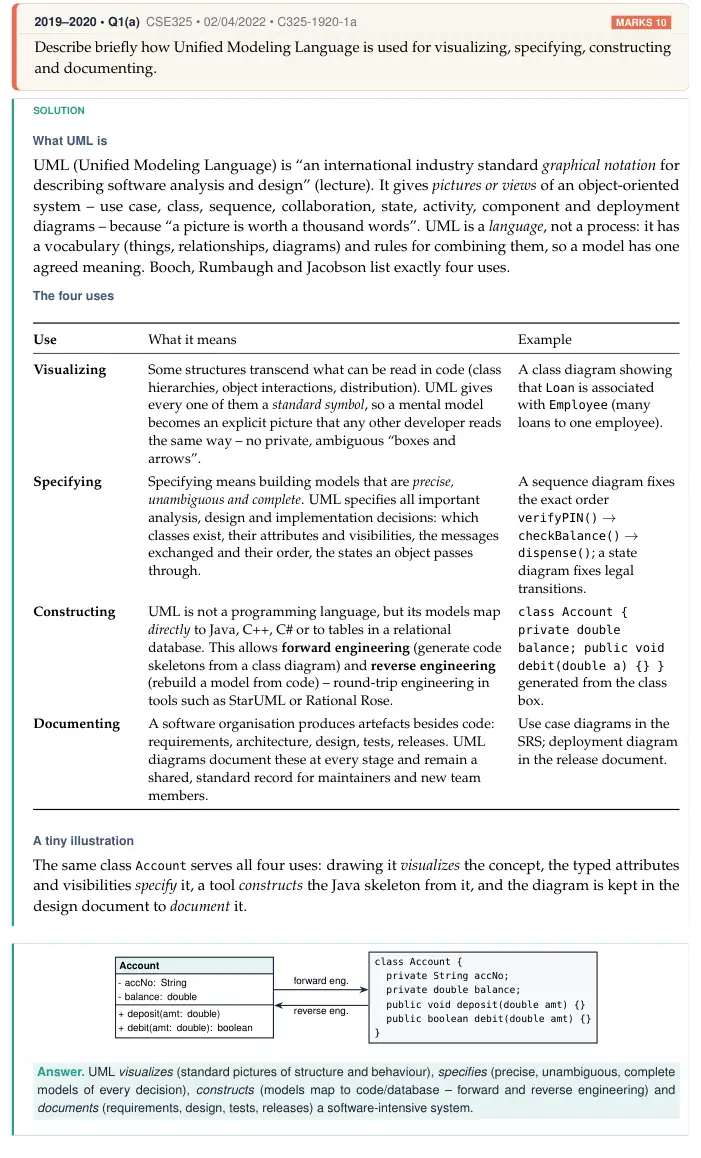 2019–2020 • Q1(a) CSE325 • 02/04/2022 • C325-1920-1a
MARKS 10
Describe briefly how Unified Modeling Language is used for visualizing, specifying, constructing
and documenting.
SOLUTION
What UML is
UML (Unified Modeling Language) is “an international industry standard graphical notation for
describing software analysis and design” (lecture). It gives pictures or views of an object-oriented
system – use case, class, sequence, collaboration, state, activity, component and deployment
diagrams – because “a picture is worth a thousand words”. UML is a language, not a process: it has
a vocabulary (things, relationships, diagrams) and rules for combining them, so a model has one
agreed meaning. Booch, Rumbaugh and Jacobson list exactly four uses.
The four uses
Use What it means Example
Visualizing
Some structures transcend what can be read in code (class
hierarchies, object interactions, distribution). UML gives
every one of them a standard symbol, so a mental model
becomes an explicit picture that any other developer reads
the same way – no private, ambiguous “boxes and
arrows”.
A class diagram showing
that Loan is associated
with Employee (many
loans to one employee).
Specifying
Specifying means building models that are precise,
unambiguous and complete. UML specifies all important
analysis, design and implementation decisions: which
classes exist, their attributes and visibilities, the messages
exchanged and their order, the states an object passes
through.
A sequence diagram fixes
the exact order
verifyPIN() →
checkBalance() →
dispense(); a state
diagram fixes legal
transitions.
Constructing
UML is not a programming language, but its models map
directly to Java, C++, C# or to tables in a relational
database. This allows forward engineering (generate code
skeletons from a class diagram) and reverse engineering
(rebuild a model from code) – round-trip engineering in
tools such as StarUML or Rational Rose.
class Account {
private double
balance; public void
debit(double a) {} }
generated from the class
box.
Documenting
A software organisation produces artefacts besides code:
requirements, architecture, design, tests, releases. UML
diagrams document these at every stage and remain a
shared, standard record for maintainers and new team
members.
Use case diagrams in the
SRS; deployment diagram
in the release document.
A tiny illustration
The same class Account serves all four uses: drawing it visualizes the concept, the typed attributes
and visibilities specify it, a tool constructs the Java skeleton from it, and the diagram is kept in the
design document to document it.
Account
- accNo: String
- balance: double
+ deposit(amt: double)
+ debit(amt: double): boolean
forward eng.
reverse eng.
class Account {
private String accNo;
private double balance;
public void deposit(double amt) {}
public boolean debit(double amt) {}
}
Answer. UML visualizes (standard pictures of structure and behaviour), specifies (precise, unambiguous, complete
models of every decision), constructs (models map to code/database – forward and reverse engineering) and
documents (requirements, design, tests, releases) a software-intensive system.